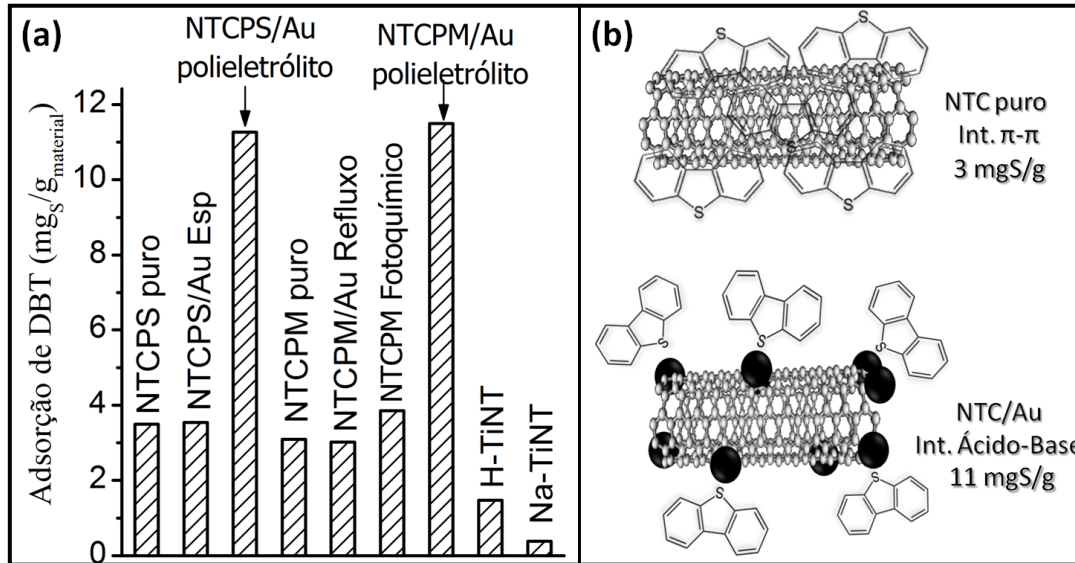 (a)
NTCPS/Au
polieletrólito
NTCPM/Au
polieletrólito
Adsorção de DBT (mgS/gmaterial)
12
10
8
6
4
2
0
NTCPS puro
NTCPS/Au Esp
NTCPM puro
NTCPM/Au Refluxo
NTCPM Fotoquímico
H-TiNT
Na-TiNT
(b)
S
S
S
S
S
NTC puro
Int. π-π
3 mgS/g
S
S
S
S
S
NTC/Au
Int. Ácido-Base
11 mgS/g